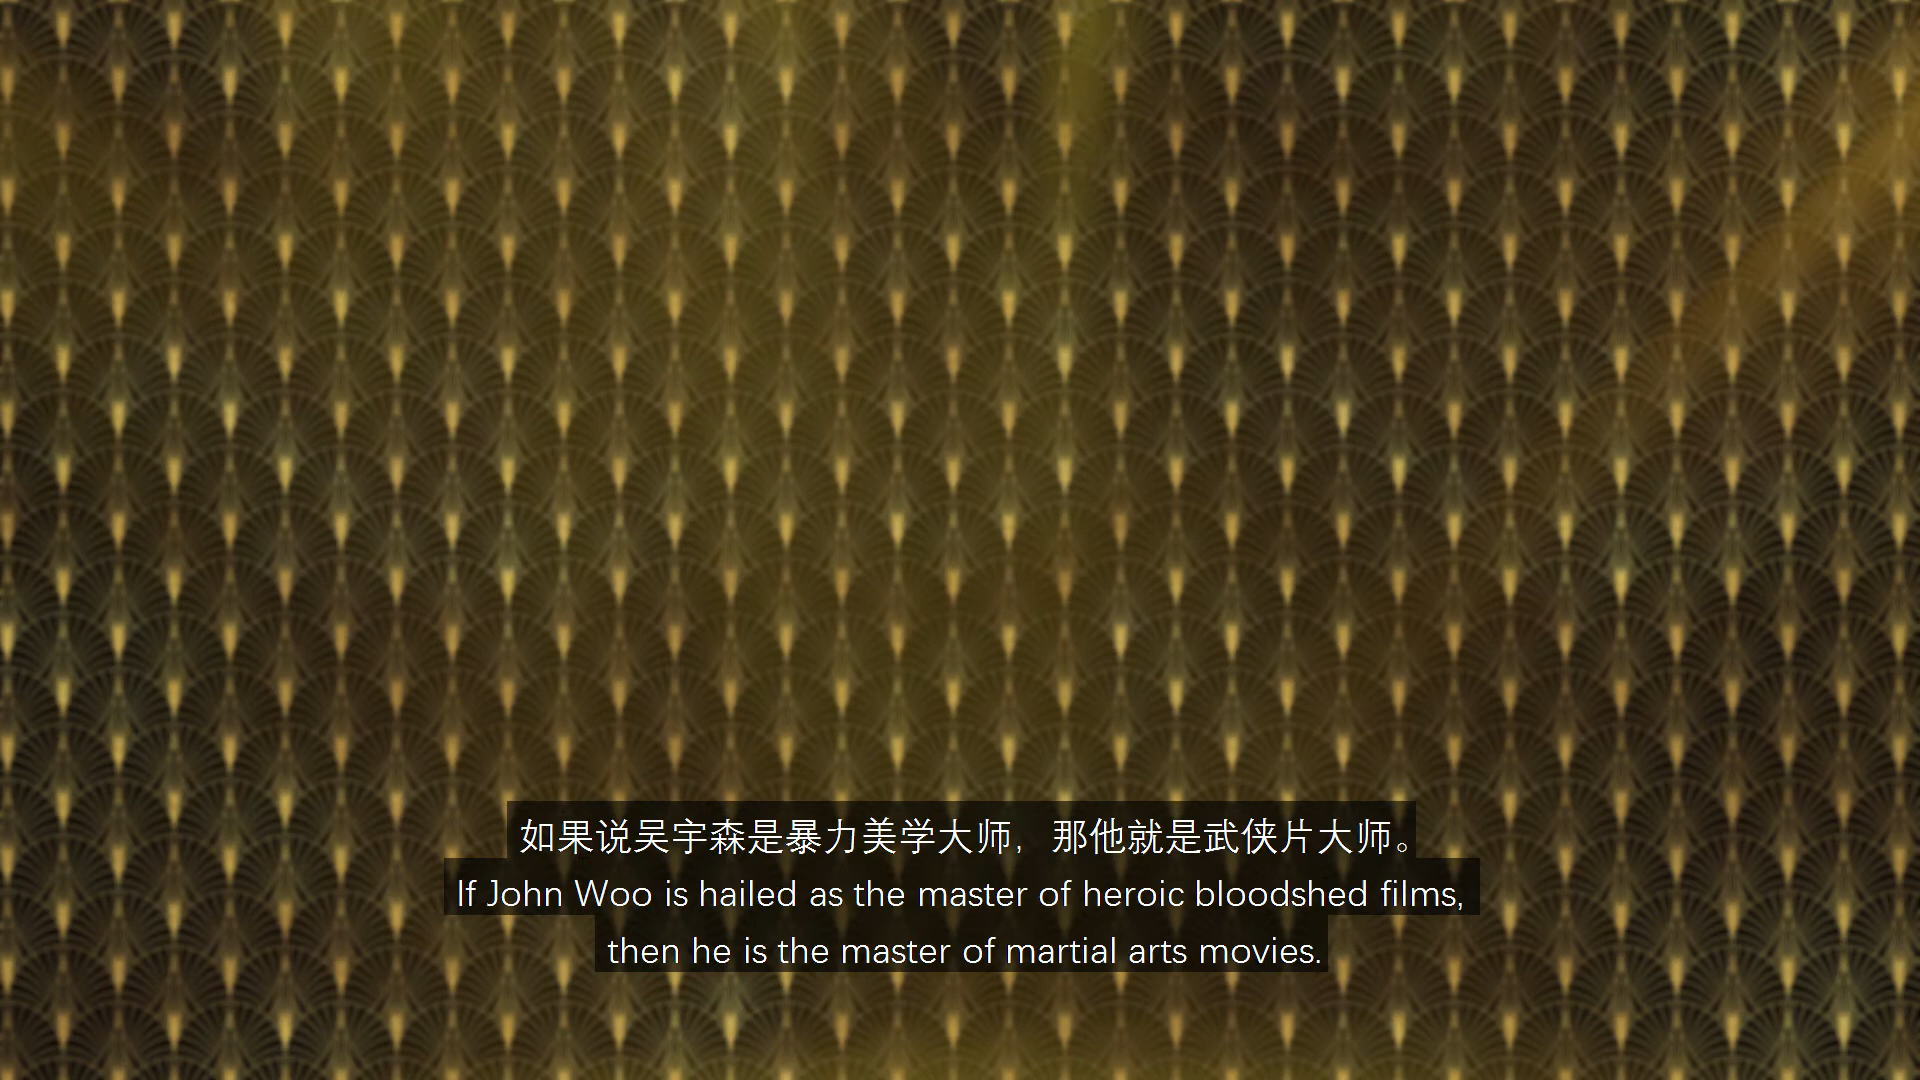 如果说吴宇森是暴力美学大师，那他就是武侠片大师。
If John Woo is hailed as the master of heroic bloodshed films,
then he is the master of martial arts movies.